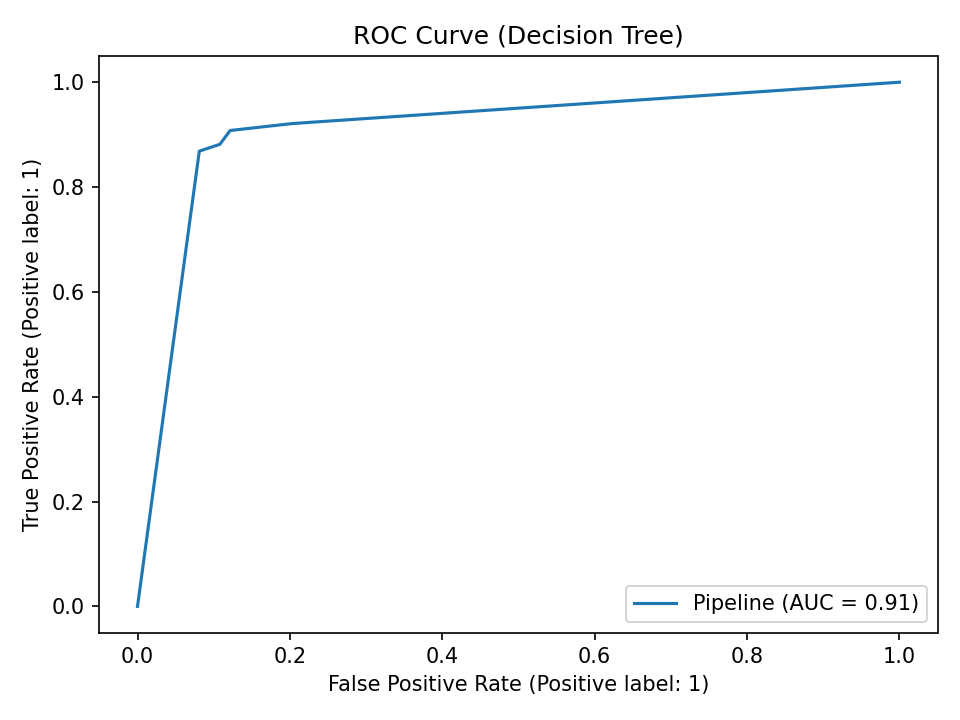 ROC Curve (Decision Tree)
True Positive Rate (Positive label: 1)
1.0
0.8
0.6
0.4
0.2
0.0
Pipeline (AUC = 0.91)
0.0 0.2 0.4 0.6 0.8 1.0
False Positive Rate (Positive label: 1)